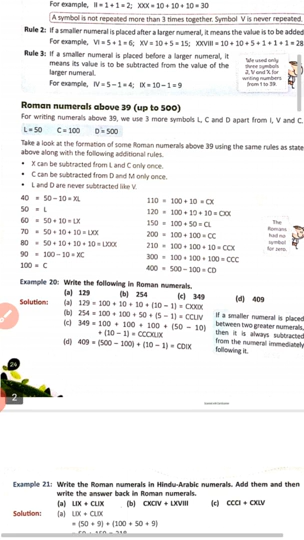 For example, II = 1 + 1 = 2; XXX = 10 + 10 + 10 = 30
A symbol is not repeated more than 3 times together. Symbol V is never repeated.
Rule 2: If a smaller numeral is placed after a larger numeral, it means the value is to be added
For example, VI = 5 + 1 = 6; XV = 10 + 5 = 15; XXVIII = 10 + 10 + 5 + 1 + 1 + 1 = 28
Rule 3: If a smaller numeral is placed before a larger numeral, it
means its value is to be subtracted from the value of the
larger numeral.
For example, IV = 5 – 1 = 4; IX = 10 – 1 = 9
We used only
three symbols
I, V and X for
writing numbers
from 1 to 39.
Roman numerals above 39 (up to 500)
For writing numbers above 39, we use 3 more symbols L, C and D apart from I, V and C.
L = 50 C = 100 D = 500
Take a look at the formation of some Roman numerals above 39 using the same rules as state
above along with the following additional rules.
• X can be subtracted from L and C only once.
• C can be subtracted from D and M only once.
• L and D are never subtracted like V.
40 = 50 – 10 = XL
50 = L
60 = 50 + 10 = LX
70 = 50 + 10 + 10 = LXX
80 = 50 + 10 + 10 + 10 = LXXX
90 = 100 – 10 = XC
100 = C
110 = 100 + 10 = CX
120 = 100 + 10 + 10 = CXX
150 = 100 + 50 = CL
200 = 100 + 100 = CC
210 = 100 + 100 + 10 = CCX
300 = 100 + 100 + 100 = CCC
400 = 500 – 100 = CD
The
Romans
had no
symbol
for zero.
Example 20: Write the following in Roman numerals.
(a) 129 (b) 254 (c) 349 (d) 409
Solution: (a) 129 = 100 + 10 + 10 + (10 – 1) = CXXIX
(b) 254 = 100 + 100 + 50 + (5 – 1) = CCLIV
(c) 349 = 100 + 100 + 100 + (50 – 10)
+ (10 – 1) = CCCXLIX
(d) 409 = (500 – 100) + (10 – 1) = CDIX
If a smaller numeral is placed
between two greater numerals,
then it is always subtracted
from the numeral immediately
following it.
24
2
Example 21: Write the Roman numerals in Hindu-Arabic numerals. Add them and then
write the answer back in Roman numerals.
(a) LIX + CLIX (b) CXCIV + LXVIII (c) CCCI + CXLV
Solution: (a) LIX + CLIX
= (50 + 9) + (100 + 50 + 9)